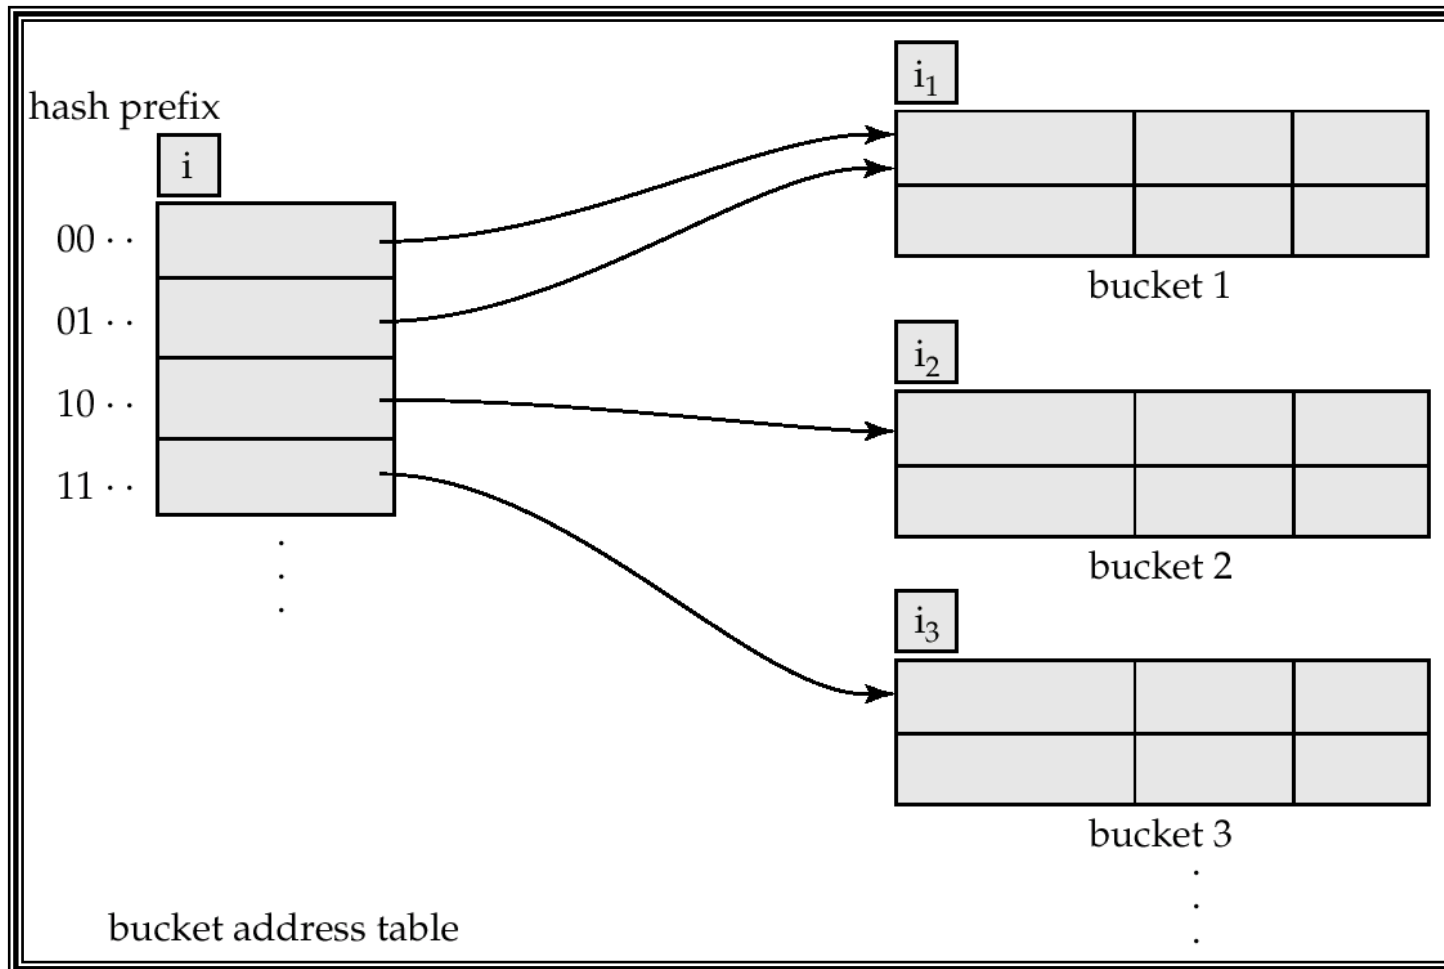 hash prefix
i
00 · ·
01 · ·
10 · ·
11 · ·
.
.
.
bucket address table
i₁
bucket 1
i₂
bucket 2
i₃
bucket 3
.
.
.